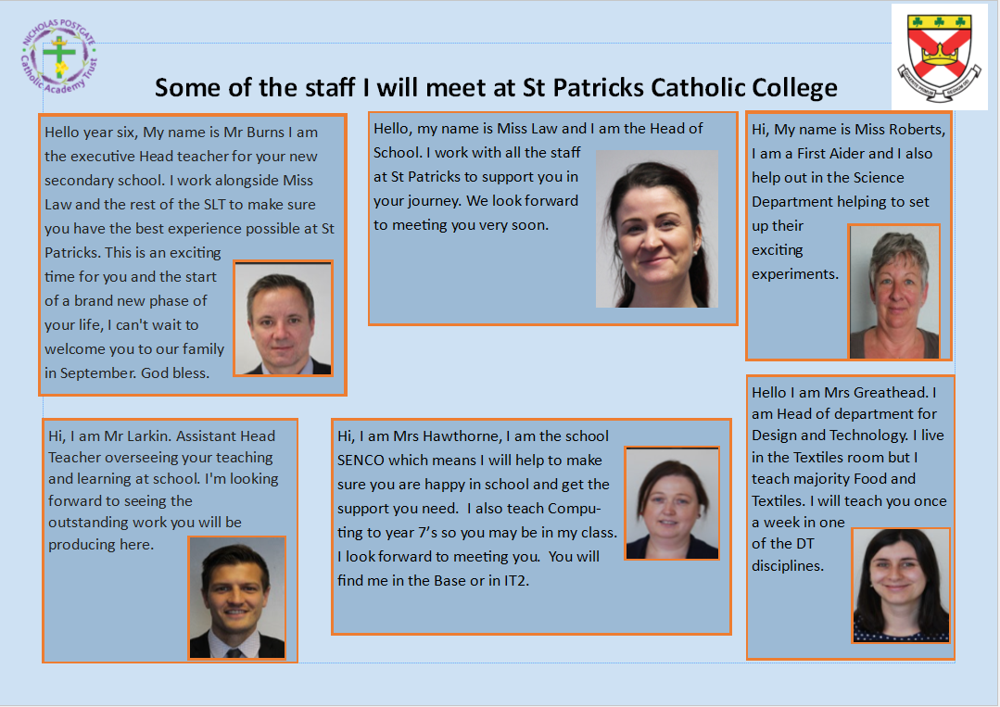 NICHOLAS POSTGATE
Catholic Academy Trust
Some of the staff I will meet at St Patricks Catholic College
Hello year six, My name is Mr Burns I am
the executive Head teacher for your new
secondary school. I work alongside Miss
Law and the rest of the SLT to make sure
you have the best experience possible at St
Patricks. This is an exciting
time for you and the start
of a brand new phase of
your life, I can't wait to
welcome you to our family
in September. God bless.
Hello, my name is Miss Law and I am the Head of
School. I work with all the staff
at St Patricks to support you in
your journey. We look forward
to meeting you very soon.
Hi, My name is Miss Roberts,
I am a First Aider and I also
help out in the Science
Department helping to set
up their
exciting
experiments.
Hi, I am Mr Larkin. Assistant Head
Teacher overseeing your teaching
and learning at school. I'm looking
forward to seeing the
outstanding work you will be
producing here.
Hi, I am Mrs Hawthorne, I am the school
SENCO which means I will help to make
sure you are happy in school and get the
support you need.  I also teach Compu-
ting to year 7’s so you may be in my class.
I look forward to meeting you.  You will
find me in the Base or in IT2.
Hello I am Mrs Greathead. I
am Head of department for
Design and Technology. I live
in the Textiles room but I
teach majority Food and
Textiles. I will teach you once
a week in one
of the DT
disciplines.